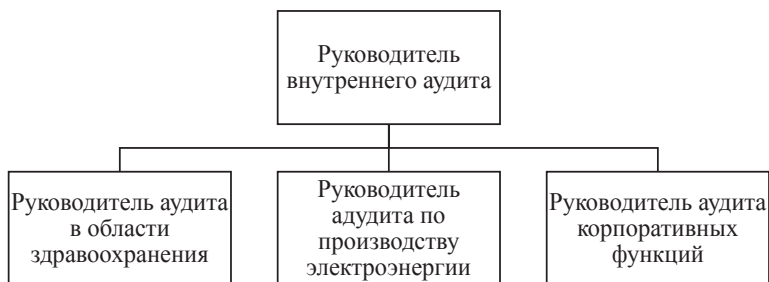 Руководитель
внутреннего аудита
Руководитель аудита
в области
здравоохранения
Руководитель
адудита по
производству
электроэнергии
Руководитель аудита
корпоративных
функций